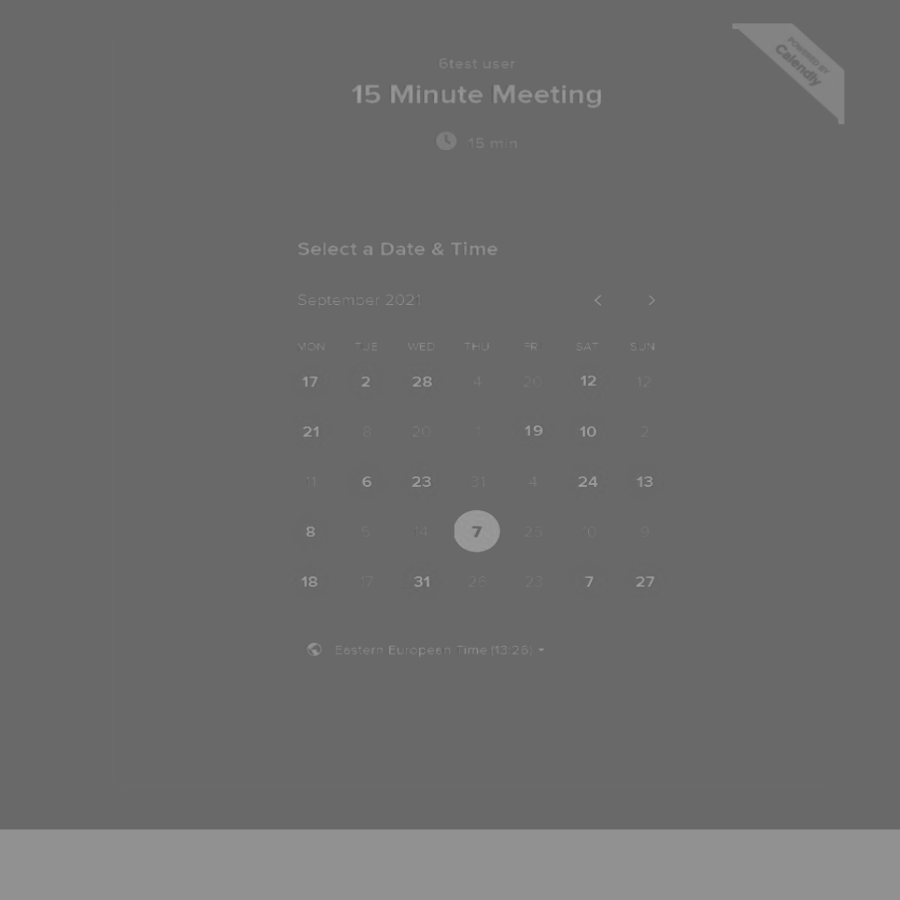 POWERED BY
Calendly
6test user
15 Minute Meeting
15 min
Select a Date & Time
September 2021
MON TUE WED THU FRI SAT SUN
17 2 28 4 20 12 12
21 8 20 1 19 10 2
11 6 23 31 4 24 13
8 5 14 7 25 10 9
18 17 31 26 23 7 27
Eastern European Time (13:26)